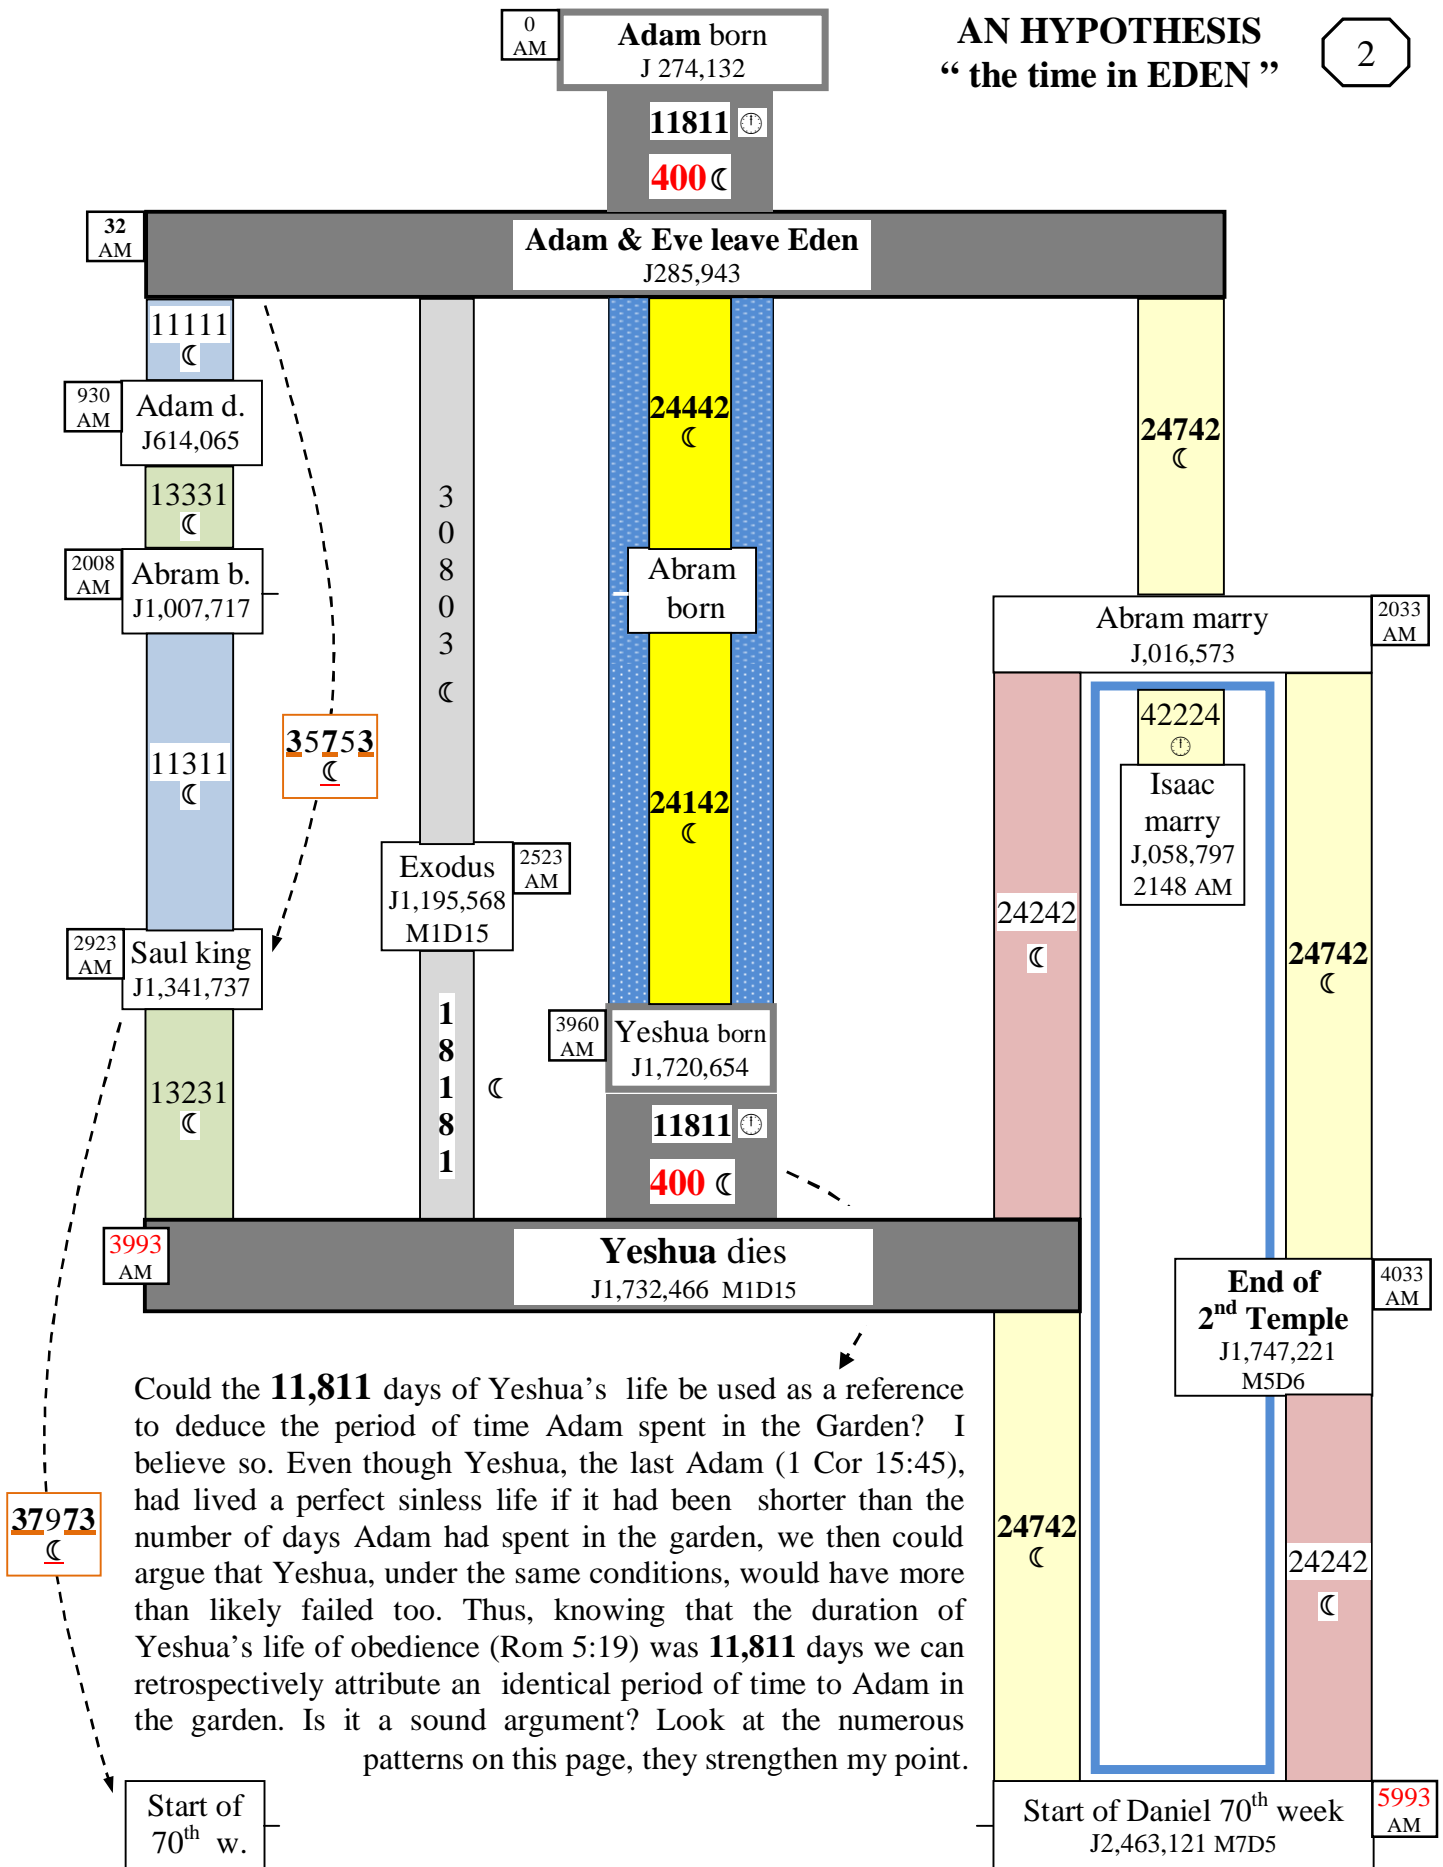 0
AM
Adam born
J 274,132
AN HYPOTHESIS
“ the time in EDEN ”
2
11811
400
32
AM
Adam & Eve leave Eden
J285,943
11111
930
AM
Adam d.
J614,065
13331
2008
AM
Abram b.
J1,007,717
11311
35753
2923
AM
Saul king
J1,341,737
13231
3
0
8
0
3
Exodus
J1,195,568
M1D15
2523
AM
1
8
1
8
1
24442
Abram
born
24142
3960
AM
Yeshua born
J1,720,654
11811
400
24742
Abram marry
J,016,573
2033
AM
42224
Isaac
marry
J,058,797
2148 AM
24242
24742
3993
AM
Yeshua dies
J1,732,466 M1D15
End of
2nd Temple
J1,747,221
M5D6
4033
AM
Could the 11,811 days of Yeshua’s life be used as a reference
to deduce the period of time Adam spent in the Garden? I
believe so. Even though Yeshua, the last Adam (1 Cor 15:45),
had lived a perfect sinless life if it had been shorter than the
number of days Adam had spent in the garden, we then could
argue that Yeshua, under the same conditions, would have more
than likely failed too. Thus, knowing that the duration of
Yeshua’s life of obedience (Rom 5:19) was 11,811 days we can
retrospectively attribute an identical period of time to Adam in
the garden. Is it a sound argument? Look at the numerous
patterns on this page, they strengthen my point.
37973
24742
24242
Start of
70th w.
Start of Daniel 70th week
J2,463,121 M7D5
5993
AM